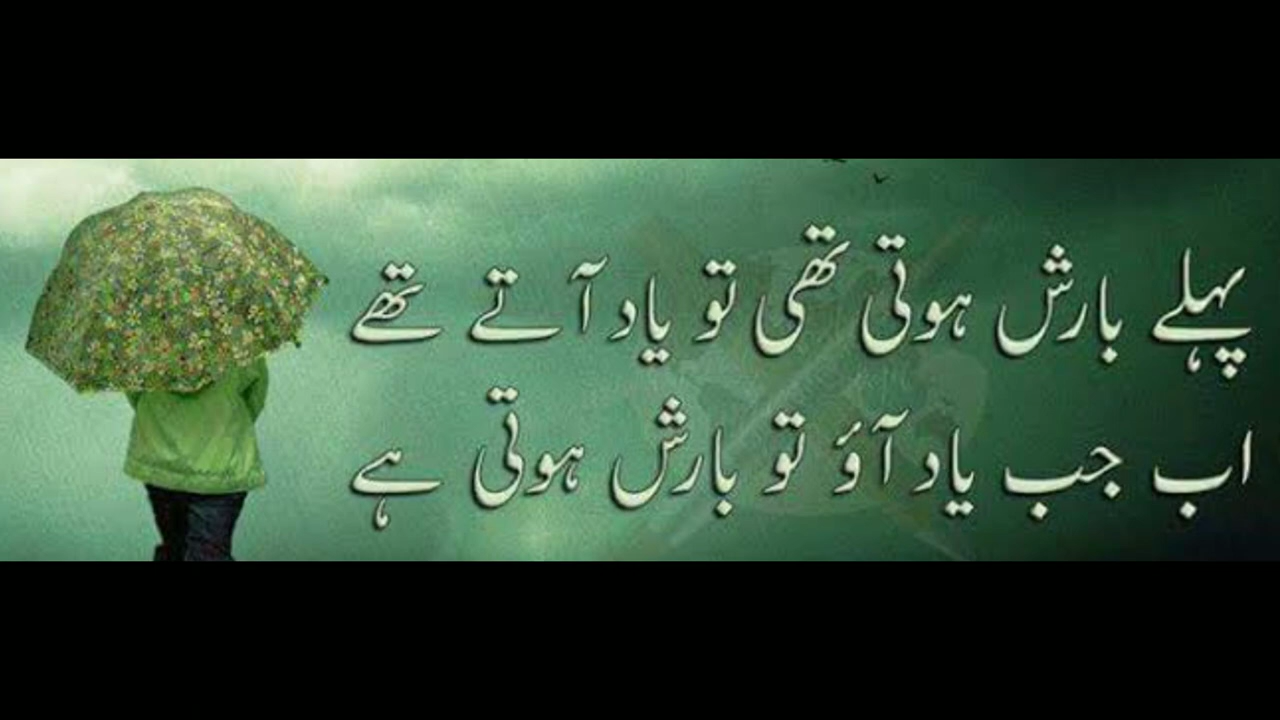 پہلے بارش ہوتی تھی تو یاد آتے تھے
اب جب یاد آؤ تو بارش ہوتی ہے